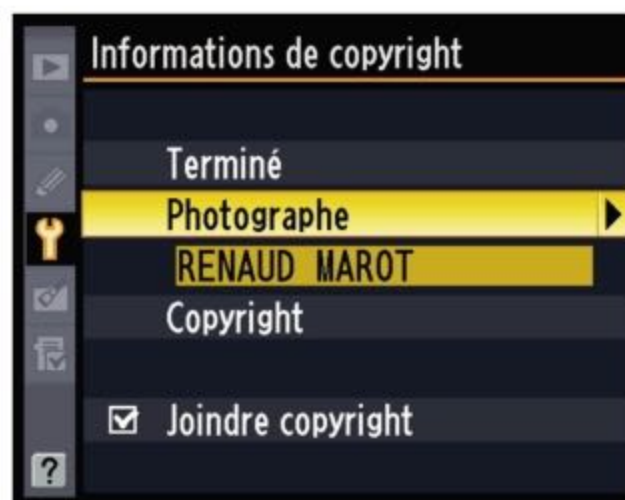 Informations de copyright
Terminé
Photographe
RENAUD MAROT
Copyright
Joindre copyright
?